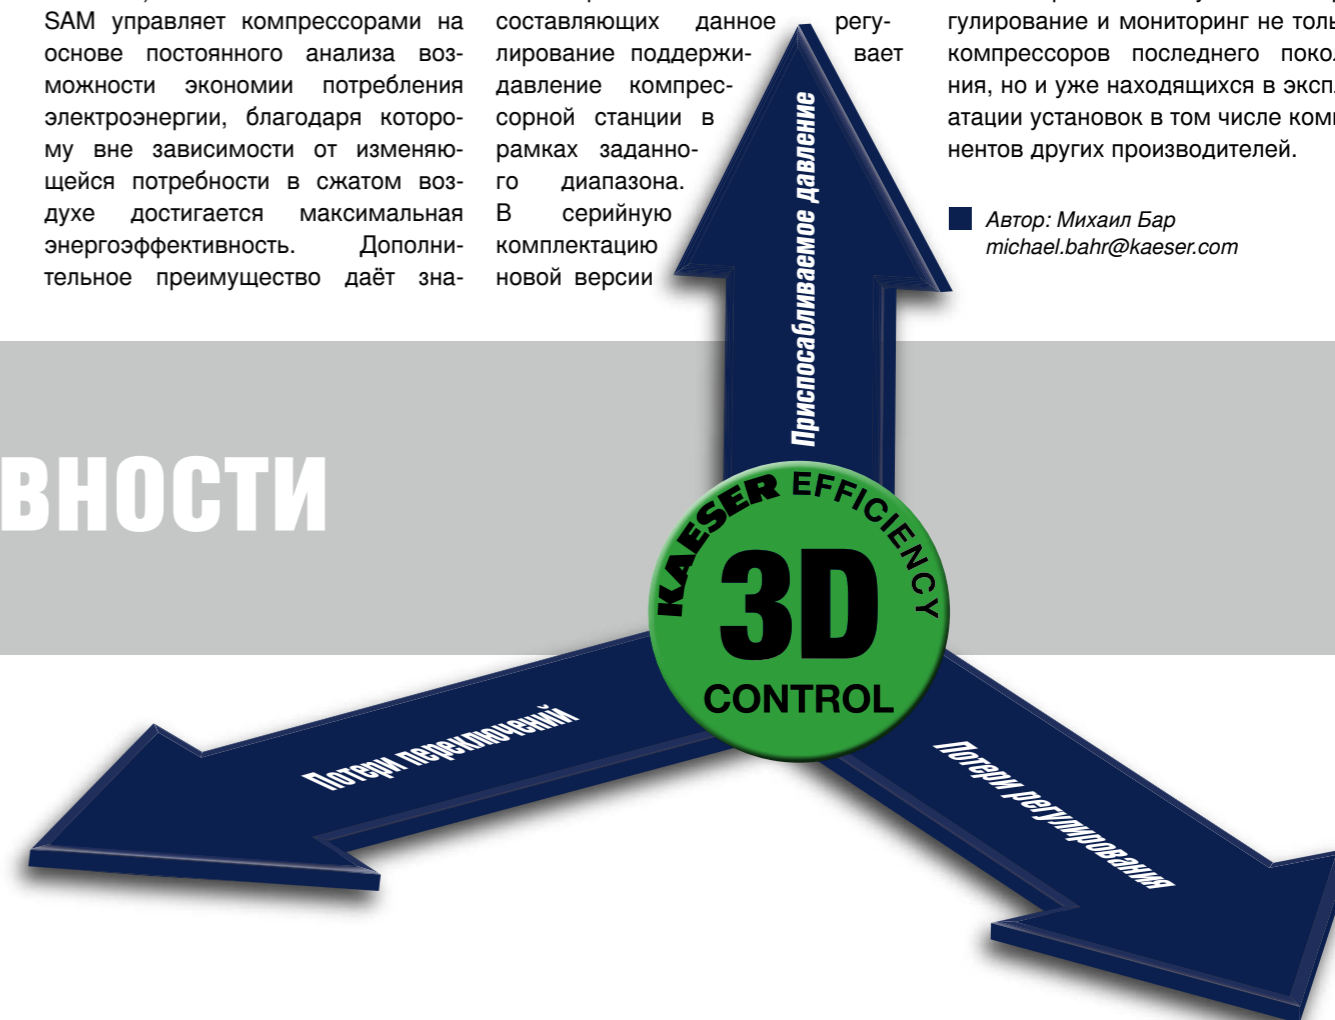 SAM управляет компрессорами на
основе постоянного анализа воз-
можности экономии потребления
электроэнергии, благодаря которо-
му вне зависимости от изменяю-
щейся потребности в сжатом воз-
духе достигается максимальная
энергоэффективность. Дополни-
тельное преимущество даёт зна-
составляющих данное регу-
лирование поддержи- вает
давление компрес-
сорной станции в
рамках заданно-
го диапазона.
В серийную
комплектацию
новой версии
гулирование и мониторинг не толь
компрессоров последнего
ния, но и уже находящихся в
атации установок в том числе
нентов других производителей.
Автор: Михаил Бар
michael.bahr@kaeser.com
ВНОСТИ
Приспосабливаемое давление
KAESER EFFICIENCY
3D
CONTROL
Потери переключений
Потери регулирования